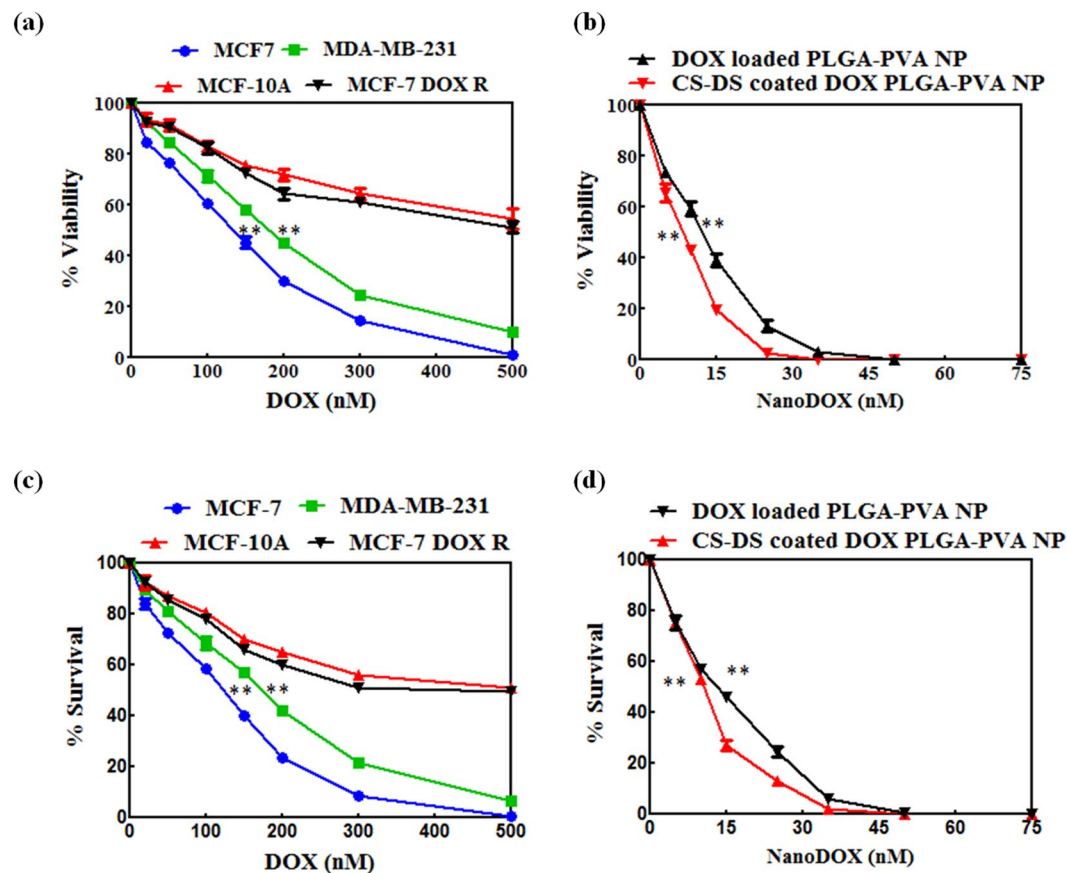 (a)
MCF7 MDA-MB-231
MCF-10A MCF-7 DOX R
% Viability
100
80
60
40
20
0
** **
0 100 200 300 400 500
DOX (nM)
(b)
DOX loaded PLGA-PVA NP
CS-DS coated DOX PLGA-PVA NP
% Viability
100
80
60
40
20
0
** **
0 15 30 45 60 75
NanoDOX (nM)
(c)
MCF-7 MDA-MB-231
MCF-10A MCF-7 DOX R
% Survival
100
80
60
40
20
0
** **
0 100 200 300 400 500
DOX (nM)
(d)
DOX loaded PLGA-PVA NP
CS-DS coated DOX PLGA-PVA NP
% Survival
100
80
60
40
20
0
** **
0 15 30 45 60 75
NanoDOX (nM)